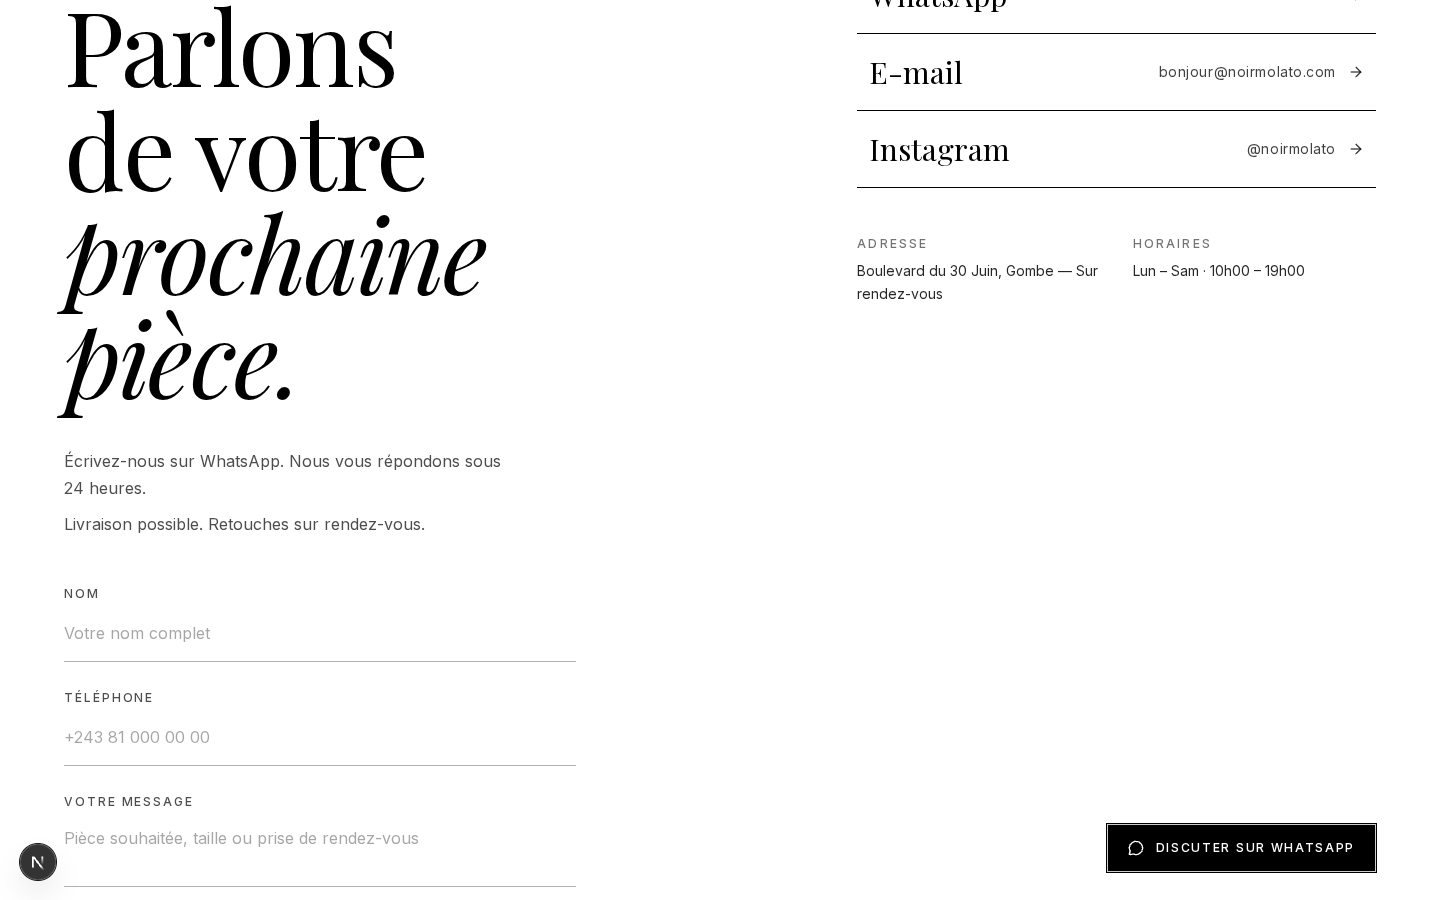 Parlons
de votre
prochaine
pièce.
Écrivez-nous sur WhatsApp. Nous vous répondons sous
24 heures.
Livraison possible. Retouches sur rendez-vous.
NOM
Votre nom complet
TÉLÉPHONE
+243 81 000 00 00
VOTRE MESSAGE
Pièce souhaitée, taille ou prise de rendez-vous
N
WhatsApp
E-mail
bonjour@noirmolato.com
Instagram
@noirmolato
ADRESSE
Boulevard du 30 Juin, Gombe — Sur
rendez-vous
HORAIRES
Lun – Sam · 10h00 – 19h00
DISCUTER SUR WHATSAPP